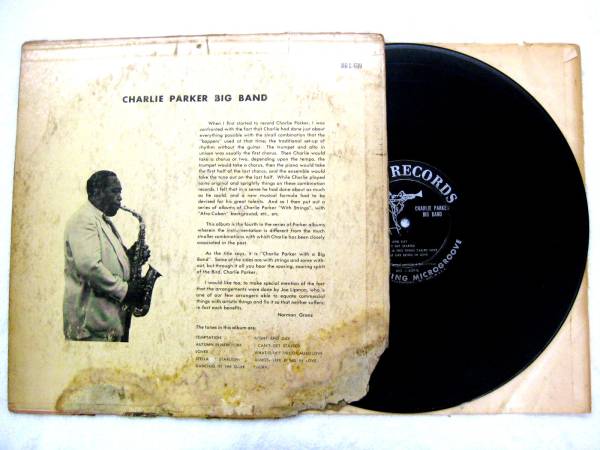 CHARLIE PARKER BIG BAND
When I first started to record Charlie Parker, I was
confronted with the fact that Charlie had done just about
everything possible with the small combination that the
"boppers" used at that time; the traditional set-up of
rhythm without the guitar. The trumpet and alto in
unison was usually the first chorus. Then Charlie would
take a chorus or two, depending upon the tempo, the
trumpet would take a chorus, then the piano would take
the first half of the last chorus, and the ensemble would
take the tune out on the last half. While Charlie played
some original and sprightly things on these combination
records, I felt that in a sense he had done about as much
as he could, and a new musical formula had to be
devised for his great talents. And so I then put out a
series of albums of Charlie Parker "With Strings", with
"Afro Cuban" background, etc., etc.
This album is the fourth in the series of Parker albums
wherein the instrumentation is different from the much
smaller combinations with which Charlie has been closely
associated in the past.
As the title says, it is "Charlie Parker with a Big
Band". Some of the sides are with strings and some with-
out, but through it all you hear the soaring, searing spirit
of the Bird, Charlie Parker.
I would like too, to make special mention of the fact
that the arrangements were done by Joe Lipman, who is
one of our few arrangers able to equate commercial
things with artistic things and fix it so that neither suffers;
in fact each benefits.
Norman Granz
The tunes in this album are:
TEMPTATION NIGHT AND DAY
AUTUMN IN NEW YORK I CAN'T GET STARTED
LOVER WHAT IS THIS THING CALLED LOVE
STELLA STARLIGHT
DANCING IN THE DARK
RECORDS
CHARLIE PARKER
BIG BAND
MICROGROOVE